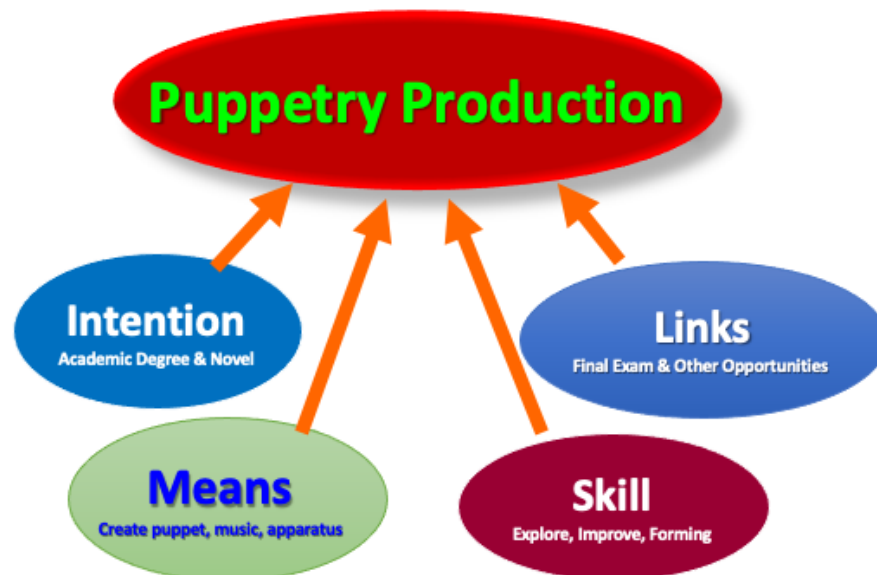 Puppetry Production
Intention
Academic Degree & Novel
Links
Final Exam & Other Opportunities
Means
Create puppet, music, apparatus
Skill
Explore, Improve, Forming